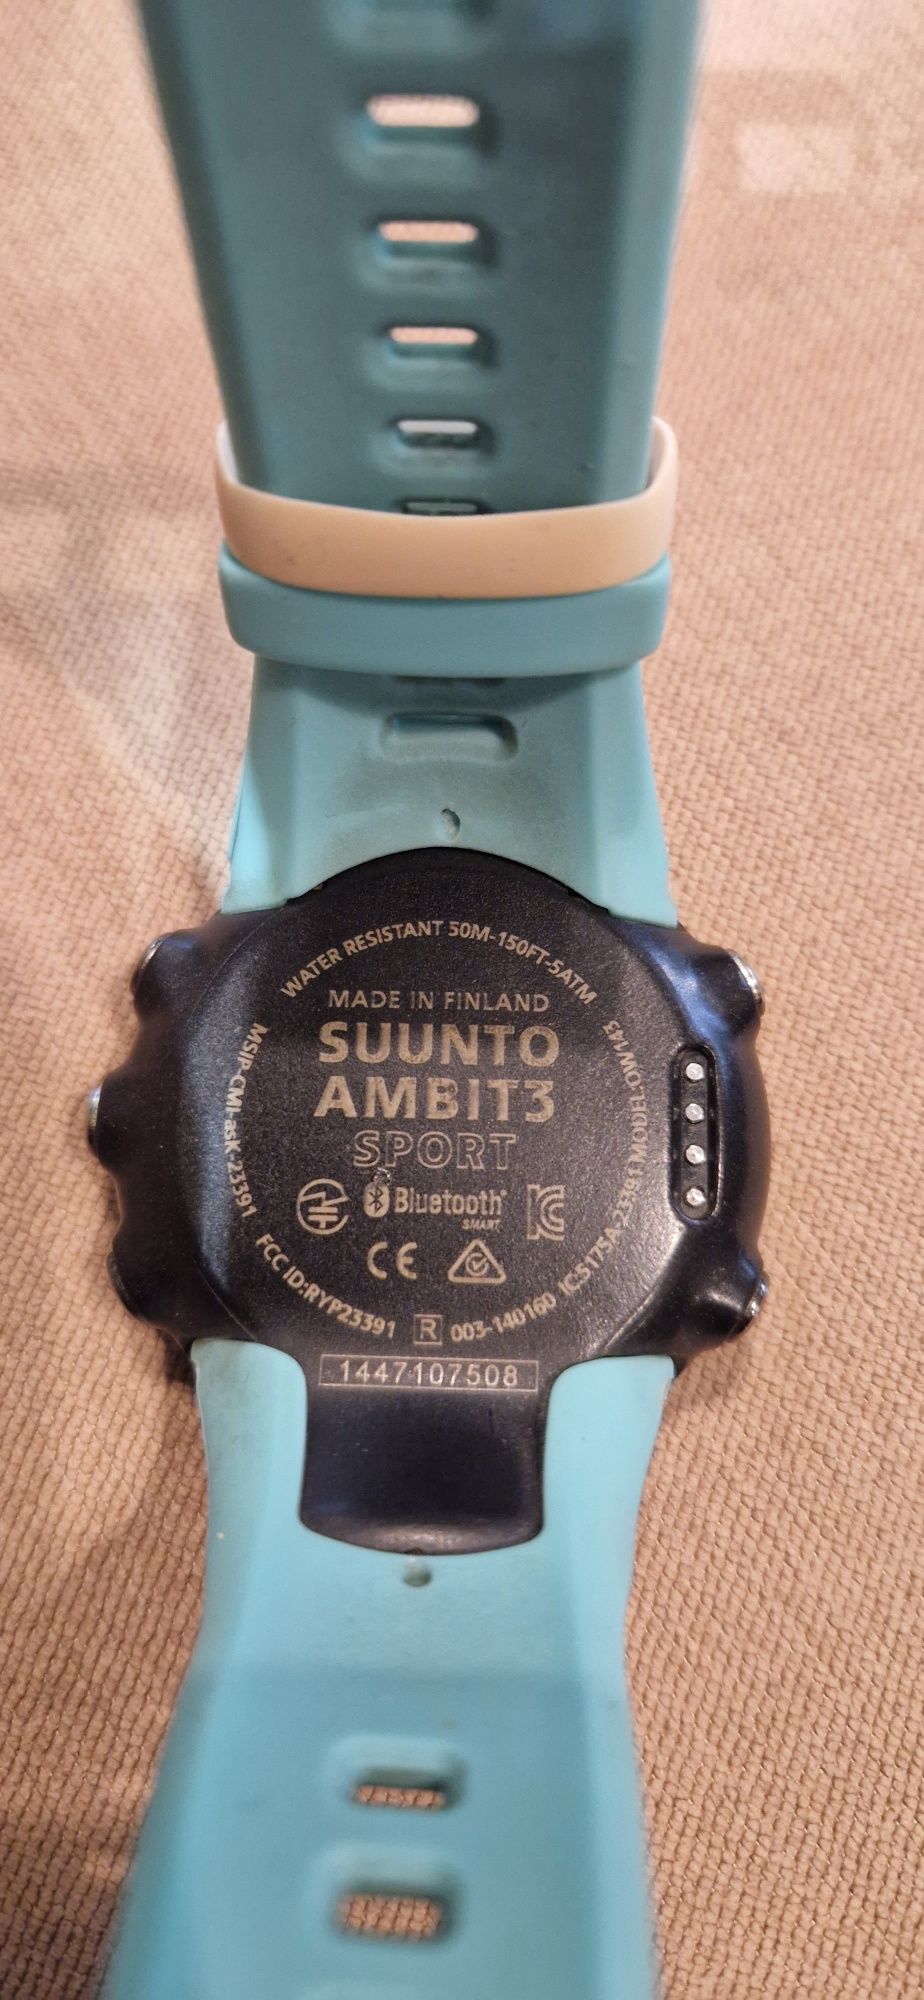 WATER RESISTANT 50M-150FT-5ATM
MADE IN FINLAND
SUUNTO
AMBIT3
SPORT
Bluetooth®
SMART
CE
MSIP-CMI-ask-23391
FCC ID:RYP23391
R 003-140160
IC:5175A-23391 MODEL:OW143
1447107508